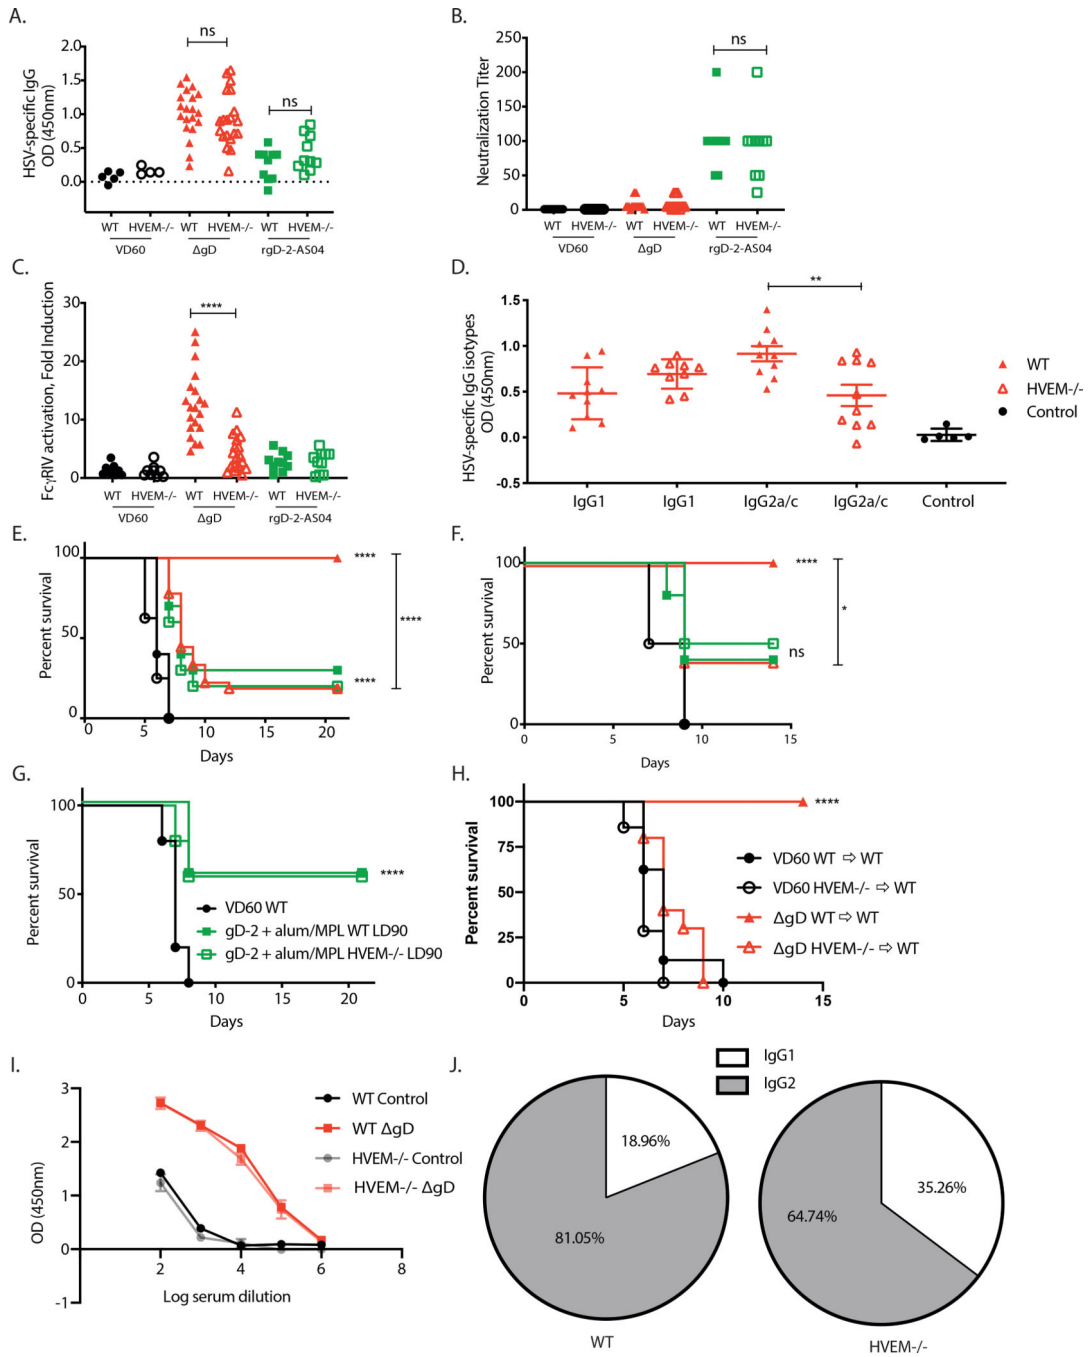 A.
HSV-specific IgG
OD (450nm)
2.0
1.5
1.0
0.5
0.0
ns
ns
WT HVEM-/- WT HVEM-/- WT HVEM-/-
VD60 ΔgD rgD-2-AS04
B.
Neutralization Titer
250
200
150
100
50
0
ns
WT HVEM-/- WT HVEM-/- WT HVEM-/-
VD60 ΔgD rgD-2-AS04
C.
FcγRIV activation, Fold Induction
30
20
10
0
****
WT HVEM-/- WT HVEM-/- WT HVEM-/-
VD60 ΔgD rgD-2-AS04
D.
HSV-specific IgG isotypes
OD (450nm)
1.5
1.0
0.5
0.0
-0.5
**
IgG1 IgG1 IgG2a/c IgG2a/c Control
WT
HVEM-/-
Control
E.
Percent survival
100
50
0
0 5 10 15 20
Days
****
****
****
F.
Percent survival
100
50
0
0 5 10 15
Days
****
*
ns
G.
Percent survival
100
50
0
0 5 10 15 20
Days
****
VD60 WT
gD-2 + alum/MPL WT LD90
gD-2 + alum/MPL HVEM-/- LD90
H.
Percent survival
100
75
50
25
0
0 5 10 15
Days
****
VD60 WT ⇨ WT
VD60 HVEM-/- ⇨ WT
ΔgD WT ⇨ WT
ΔgD HVEM-/- ⇨ WT
I.
OD (450nm)
3
2
1
0
-1
2 4 6 8
Log serum dilution
WT Control
WT ΔgD
HVEM-/- Control
HVEM-/- ΔgD
J.
IgG1
IgG2
18.96%
81.05%
WT
35.26%
64.74%
HVEM-/-